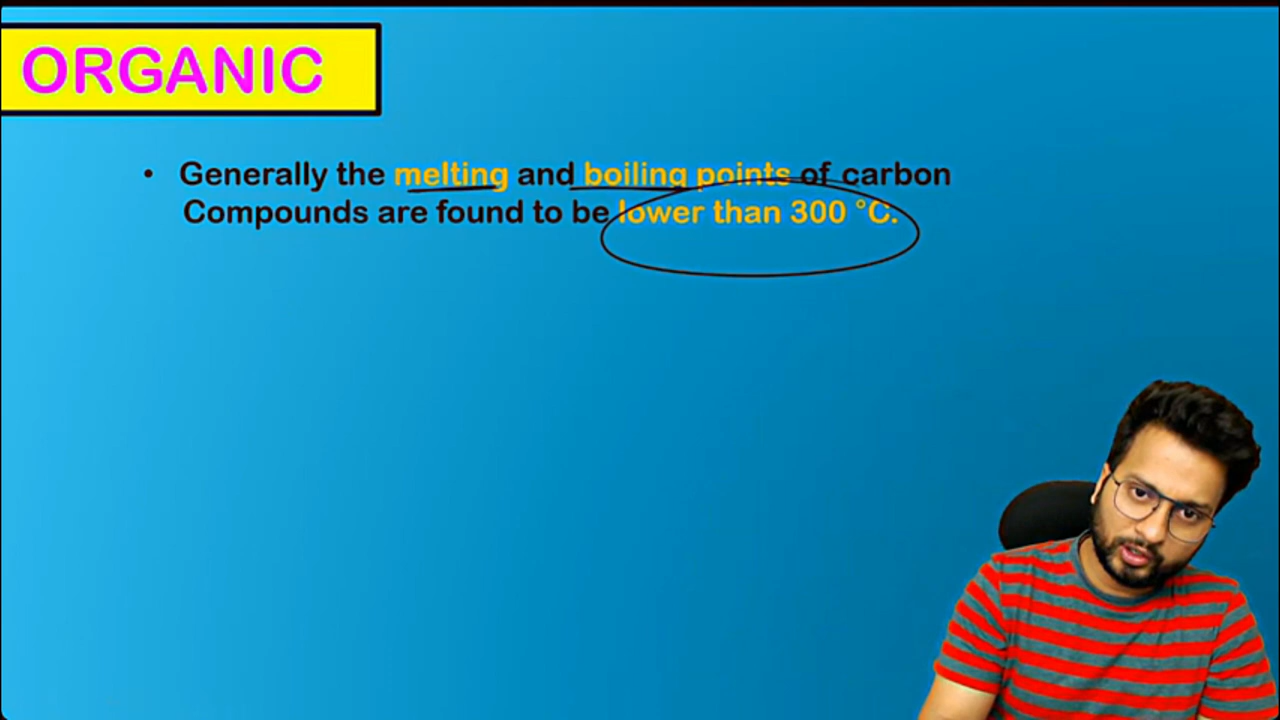 ORGANIC
• Generally the melting and boiling points of carbon
Compounds are found to be lower than 300 °C.